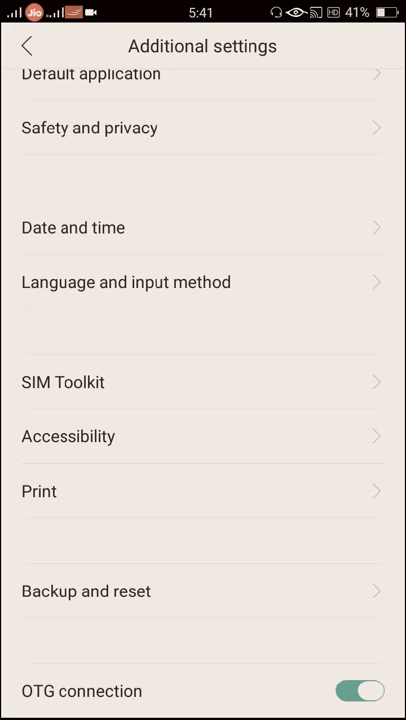 Jio 5:41 HD 41%
Additional settings
Default application
Safety and privacy
Date and time
Language and input method
SIM Toolkit
Accessibility
Print
Backup and reset
OTG connection